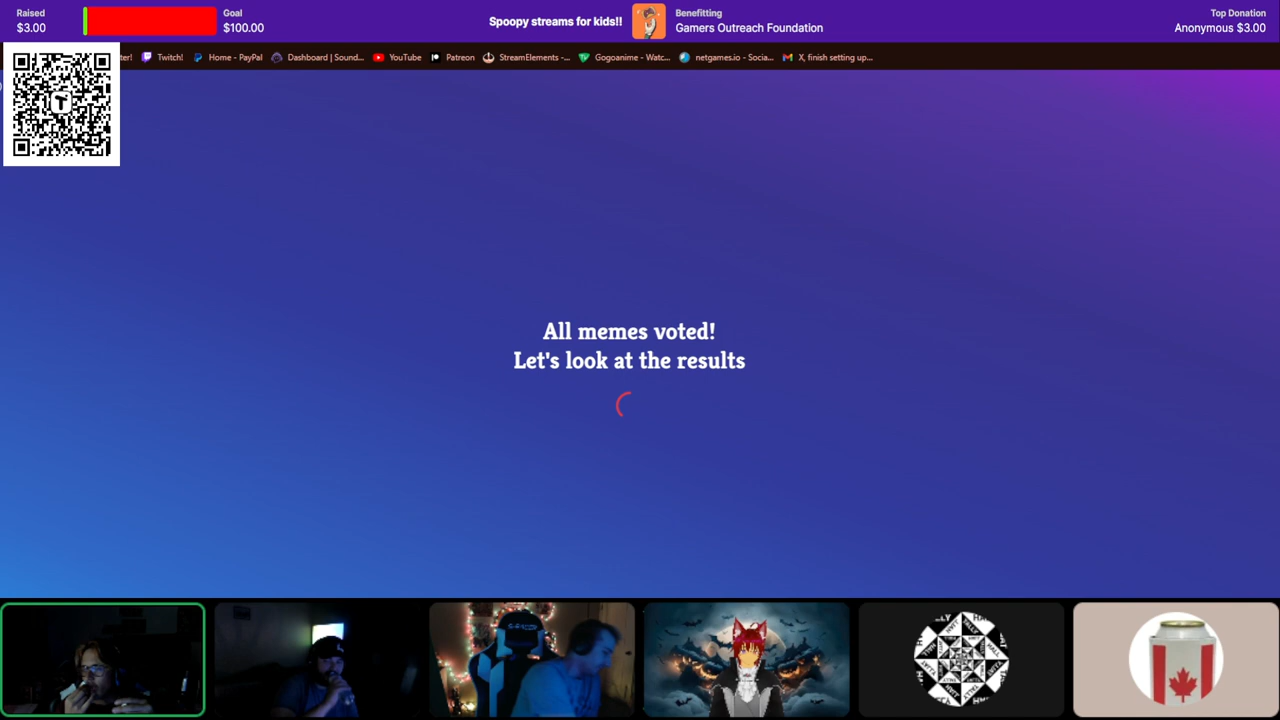 Raised
$3.00
Goal
$100.00
Spoopy streams for kids!!
Benefitting
Gamers Outreach Foundation
Top Donation
Anonymous $3.00
ter!
Twitch!
Home - PayPal
Dashboard | Sound...
YouTube
Patreon
StreamElements -...
Gogoanime - Watc...
netgames.io - Socia...
X, finish setting up...
All memes voted!
Let's look at the results